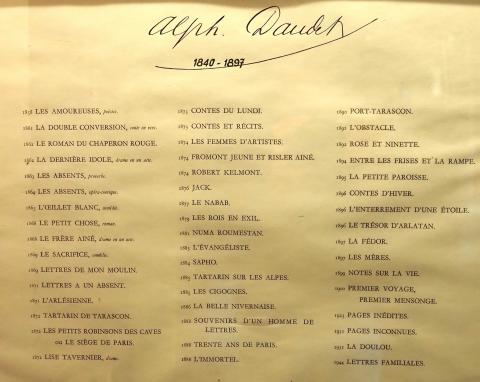 Alph. Daudet
1840 - 1897
1858 LES AMOUREUSES, poésies.
1861 LA DOUBLE CONVERSION, conte en vers.
1862 LE ROMAN DU CHAPERON ROUGE.
1862 LA DERNIÈRE IDOLE, drame en un acte.
1863 LES ABSENTS, proverbe.
1864 LES ABSENTS, opéra-comique.
1865 L'ŒILLET BLANC, comédie.
1868 LE PETIT CHOSE, roman.
1868 LE FRÈRE AINÉ, drame en un acte.
1869 LE SACRIFICE, comédie.
1869 LETTRES DE MON MOULIN.
1871 LETTRES A UN ABSENT.
L'ARLÉSIENNE.
1872 TARTARIN DE TARASCON.
1872 LES PETITS ROBINSONS DES CAVES
OU LE SIÈGE DE PARIS.
1872 LISE TAVERNIER, drame.
1873 CONTES DU LUNDI.
1873 CONTES ET RÉCITS.
1874 LES FEMMES D'ARTISTES.
1874 FROMONT JEUNE ET RISLER AINÉ.
1874 ROBERT KELMONT.
1876 JACK.
1877 LE NABAB.
1879 LES ROIS EN EXIL.
1881 NUMA ROUMESTAN.
1883 L'ÉVANGÉLISTE.
1884 SAPHO.
1885 TARTARIN SUR LES ALPES.
1885 LES CIGOGNES.
1886 LA BELLE NIVERNAISE.
1888 SOUVENIRS D'UN HOMME DE
LETTRES.
1888 TRENTE ANS DE PARIS.
1888 L'IMMORTEL.
1890 PORT-TARASCON.
1892 L'OBSTACLE.
1892 ROSE ET NINETTE.
1894 ENTRE LES FRISES ET LA RAMPE.
1895 LA PETITE PAROISSE.
1896 CONTES D'HIVER.
1896 L'ENTERREMENT D'UNE ÉTOILE.
1896 LE TRÉSOR D'ARLATAN.
1897 LA FÉDOR.
1897 LES MÈRES.
1899 NOTES SUR LA VIE.
1900 PREMIER VOYAGE,
PREMIER MENSONGE.
PAGES INÉDITES.
PAGES INCONNUES.
1931 LA DOULOU.
1944 LETTRES FAMILIALES.